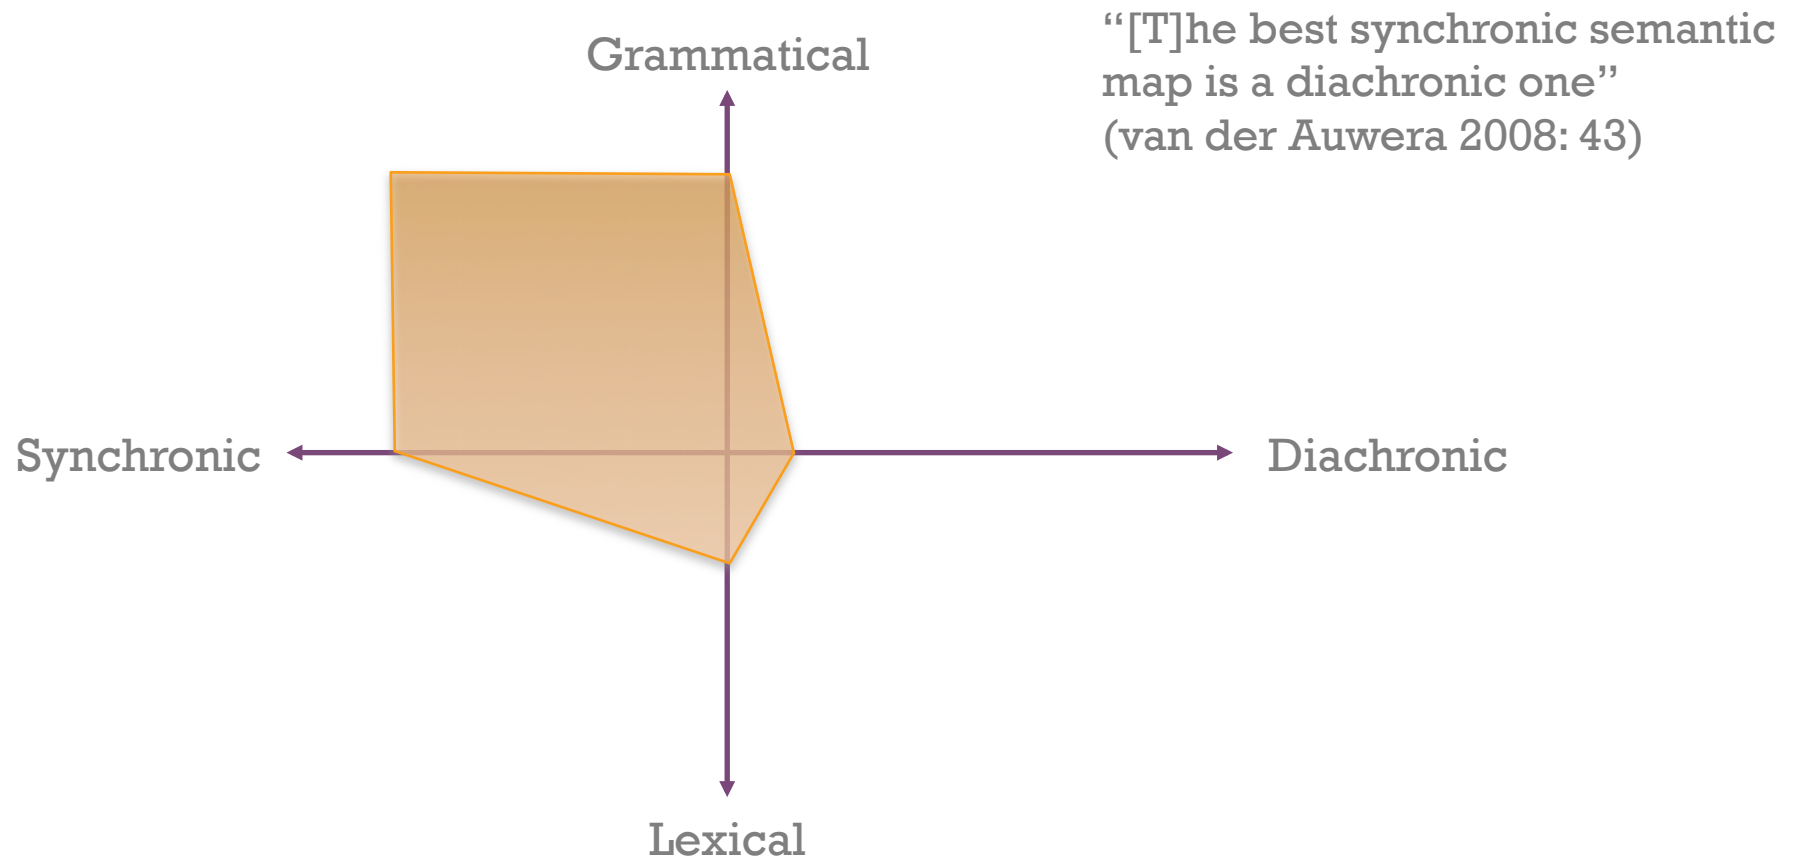 “[T]he best synchronic semantic
map is a diachronic one”
(van der Auwera 2008: 43)
Grammatical
Synchronic
Diachronic
Lexical